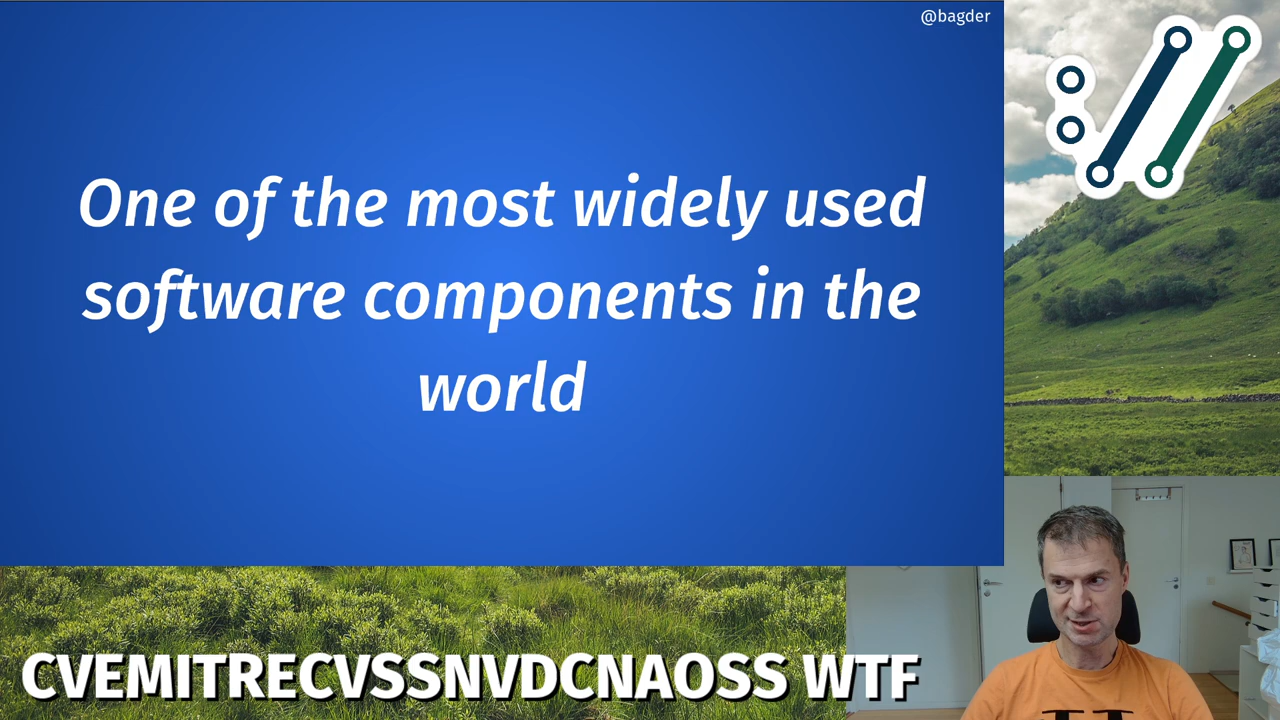 @bagder
One of the most widely used
software components in the
world
CVEMITRECVSSNVDCNAOSS WTF